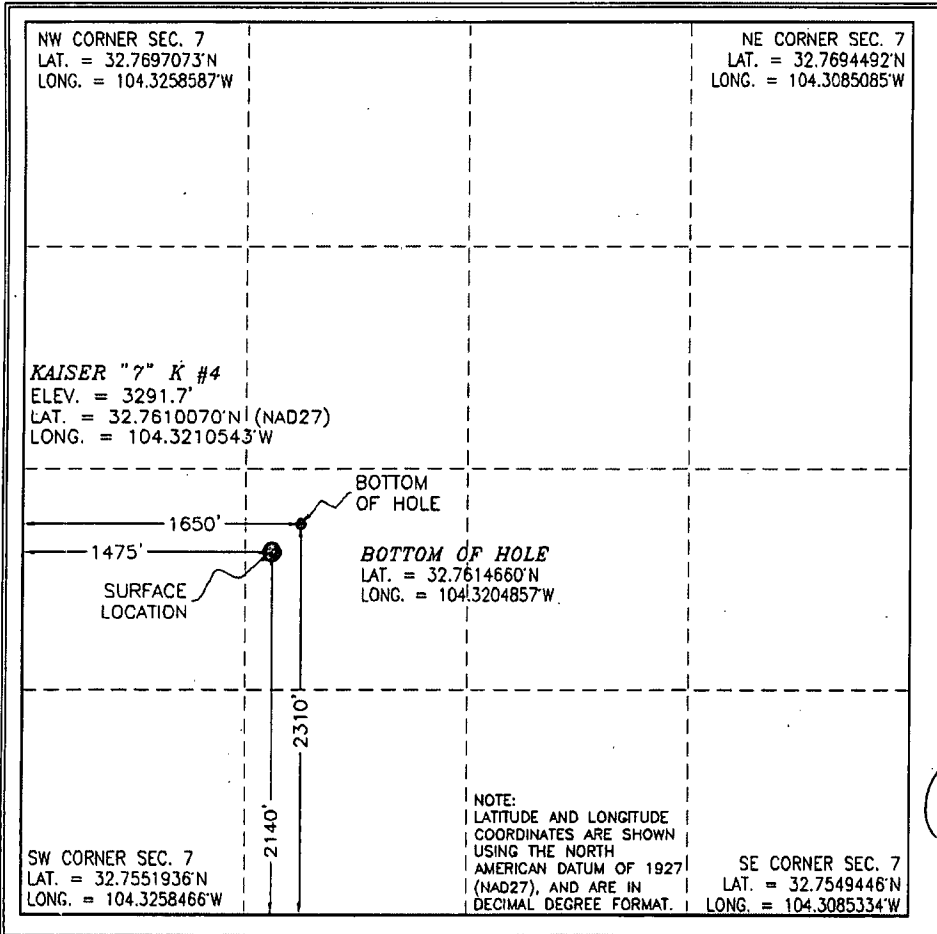 NW CORNER SEC. 7
LAT. = 32.7697073'N
LONG. = 104.3258587'W
NE CORNER SEC. 7
LAT. = 32.7694492'N
LONG. = 104.3085085'W
KAISER "7" K #4
ELEV. = 3291.7'
LAT. = 32.7610070'N (NAD27)
LONG. = 104.3210543'W
BOTTOM
OF HOLE
1650'
1475'
SURFACE
LOCATION
BOTTOM OF HOLE
LAT. = 32.7614660'N
LONG. = 104.3204857'W
2310'
2140'
NOTE:
LATITUDE AND LONGITUDE
COORDINATES ARE SHOWN
USING THE NORTH
AMERICAN DATUM OF 1927
(NAD27), AND ARE IN
DECIMAL DEGREE FORMAT.
SW CORNER SEC. 7
LAT. = 32.7551936'N
LONG. = 104.3258466'W
SE CORNER SEC. 7
LAT. = 32.7549446'N
LONG. = 104.3085334'W